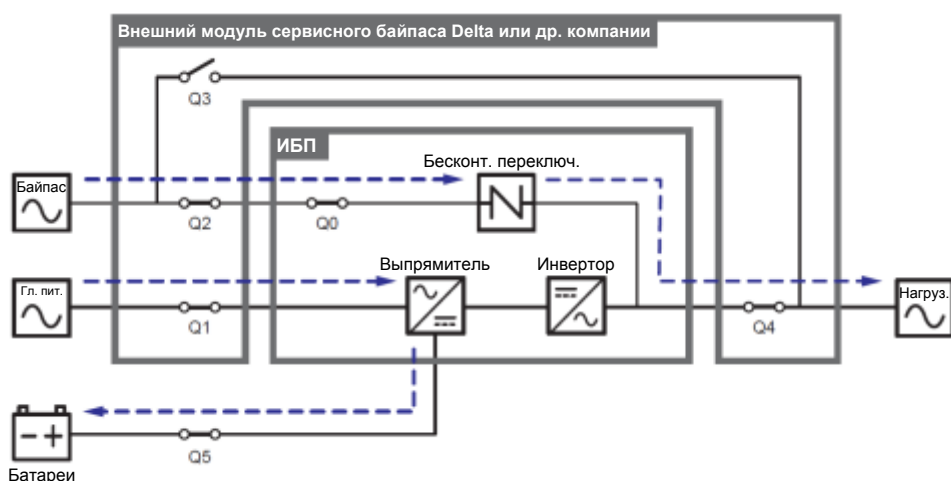 Внешний модуль сервисного байпаса Delta или др. компании
Q3
ИБП
Бесконт. переключ.
Байпас
Q2
Q0
Выпрямитель
Инвертор
Гл. пит.
Нагруз.
Q1
Q4
Q5
Батареи